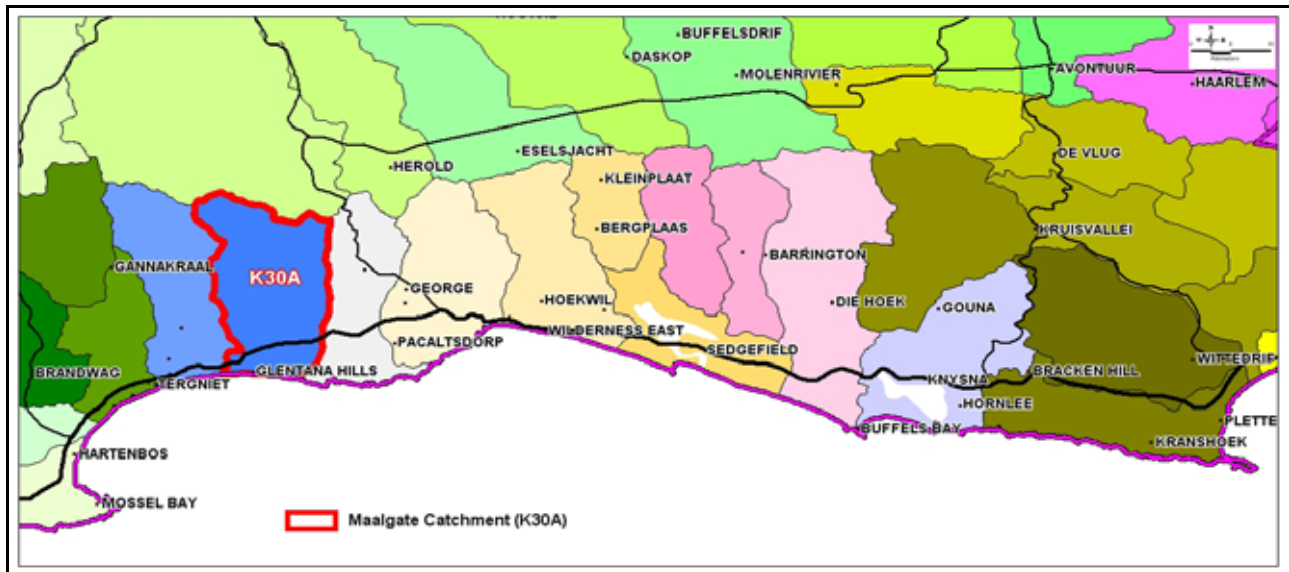 BUFFELSDRIF
DASKOP
MOLENRIVIER
AVONTUUR
HAARLEM
ESELSJACHT
HEROLD
DE VLUG
KLEINPLAAT
BERGPLAAS
KRUISVALLEI
BARRINGTON
GANNAKRAAL
K30A
GEORGE
HOEKWIL
DIE HOEK
GOUNA
WILDERNESS EAST
PACALTSDORP
SEDGEFIELD
WITTEDRIF
GLENTANA HILLS
BRANDWAG
TERGNIET
KNYSNA
BRACKEN HILL
HORNLEE
PLETTE
BUFFELS BAY
KRANSHOEK
HARTENBOS
MOSSEL BAY
Maalgate Catchment (K30A)